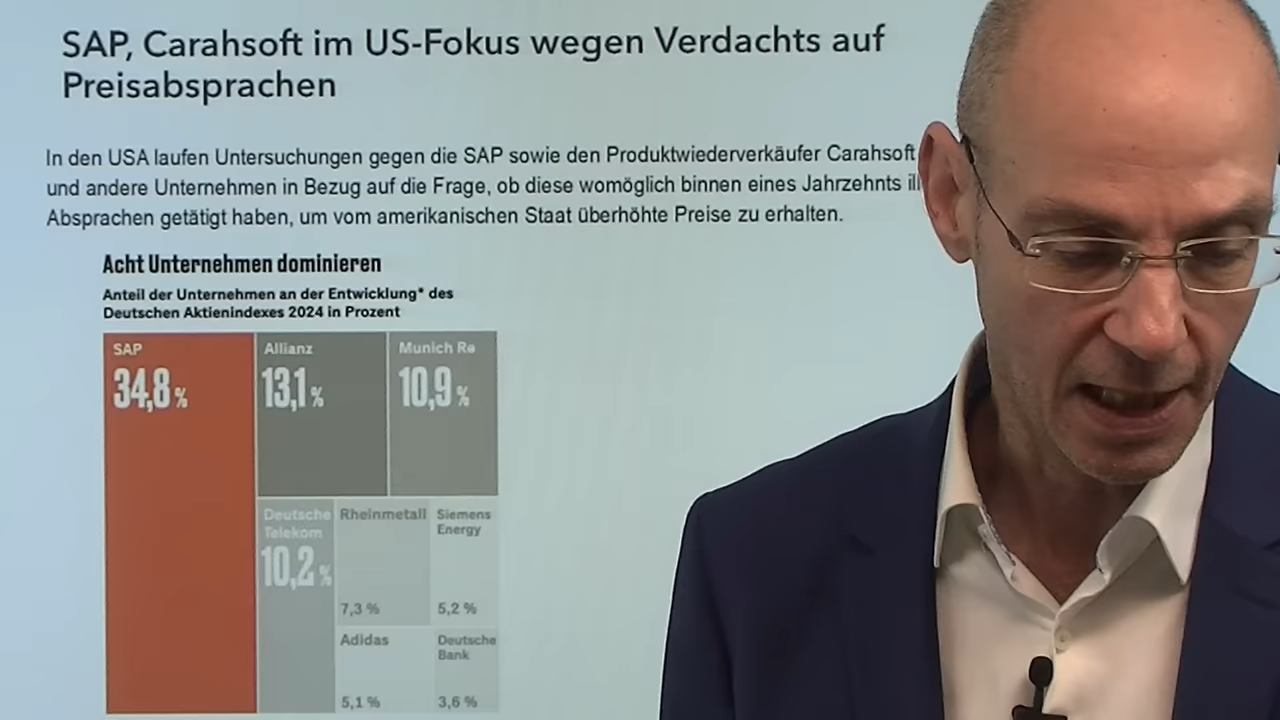 SAP, Carahsoft im US-Fokus wegen Verdachts auf
Preisabsprachen
In den USA laufen Untersuchungen gegen die SAP sowie den Produktwiederverkäufer Carahsoft
und andere Unternehmen in Bezug auf die Frage, ob diese womöglich binnen eines Jahrzehnts
Absprachen getätigt haben, um vom amerikanischen Staat überhöhte Preise zu erhalten.
Acht Unternehmen dominieren
Anteil der Unternehmen an der Entwicklung* des
Deutschen Aktienindexes 2024 in Prozent
SAP
34,8 %
Allianz
13,1 %
Munich Re
10,9 %
Deutsche
Telekom
10,2 %
Rheinmetall
7,3 %
Siemens
Energy
5,2 %
Adidas
5,1 %
Deutsche
Bank
3,6 %